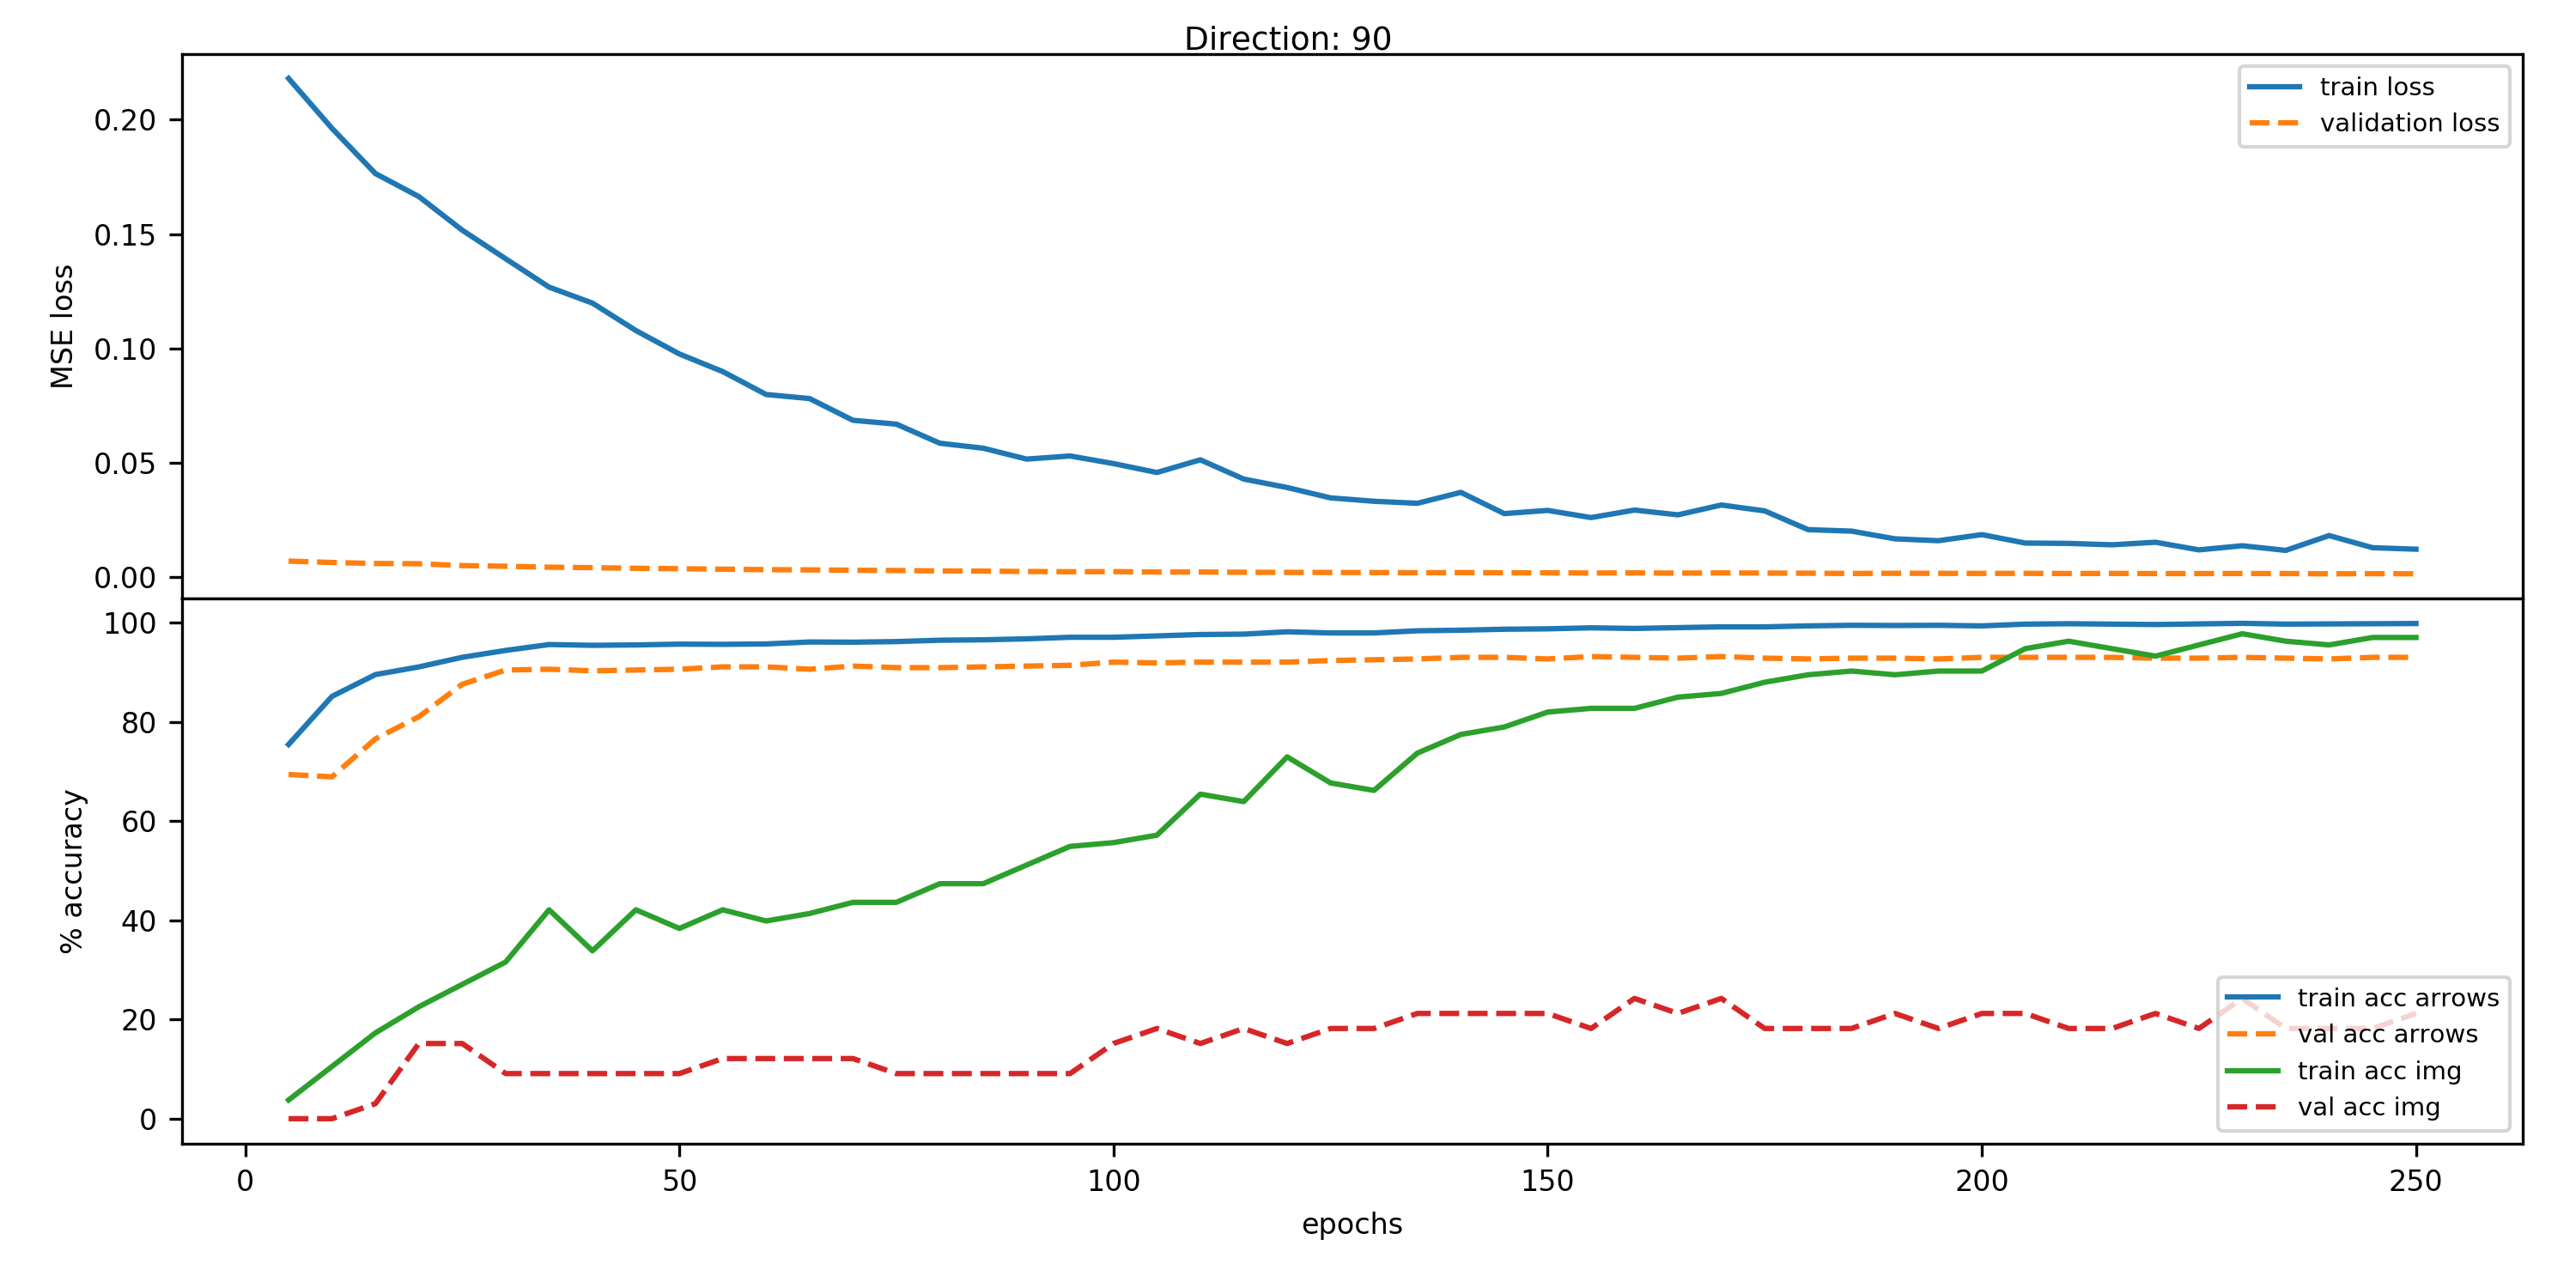 Direction: 90
train loss
validation loss
MSE loss
0.20
0.15
0.10
0.05
0.00
% accuracy
100
80
60
40
20
0
train acc arrows
val acc arrows
train acc img
val acc img
0 50 100 150 200 250
epochs